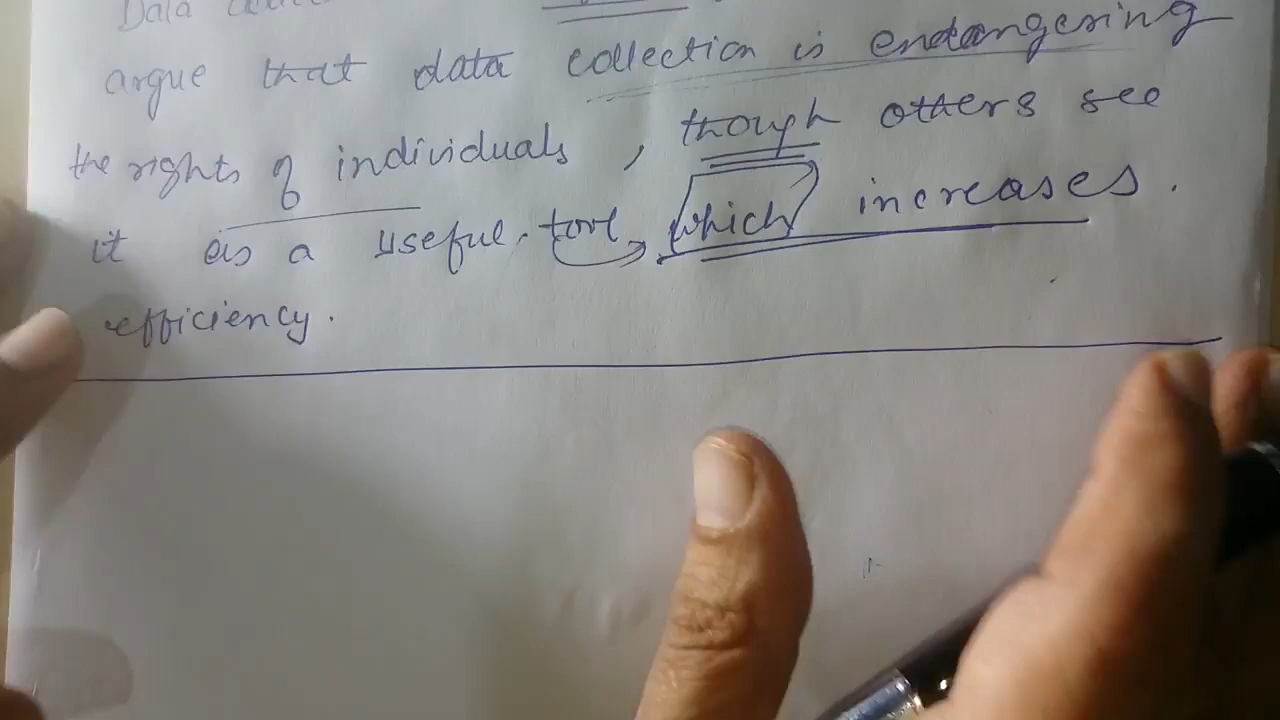 Data
argue that data collection is endangering
the rights of individuals, though others see
it as a useful tool, which increases.
efficiency.